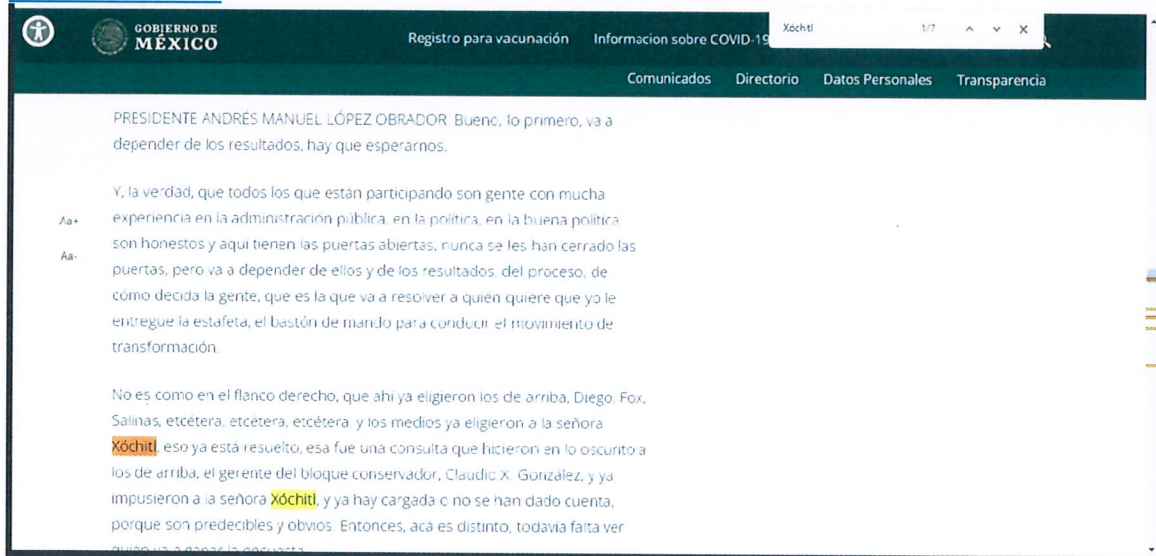 GOBIERNO DE
MÉXICO
Registro para vacunación Informacion sobre COVID-19
Xóchitl 1/7
Comunicados Directorio Datos Personales Transparencia
PRESIDENTE ANDRÉS MANUEL LÓPEZ OBRADOR: Bueno, lo primero, va a
depender de los resultados, hay que esperarnos.
Y, la verdad, que todos los que están participando son gente con mucha
Aa+
experiencia en la administración pública, en la política, en la buena política,
son honestos y aquí tienen las puertas abiertas, nunca se les han cerrado las
Aa-
puertas, pero va a depender de ellos y de los resultados, del proceso, de
cómo decida la gente, que es la que va a resolver a quién quiere que yo le
entregue la estafeta, el bastón de mando para conducir el movimiento de
transformación.
No es como en el flanco derecho, que ahí ya eligieron los de arriba, Diego, Fox,
Salinas, etcétera, etcétera, etcétera, y los medios ya eligieron a la señora
Xóchitl, eso ya está resuelto, esa fue una consulta que hicieron en lo oscurito a
los de arriba, el gerente del bloque conservador, Claudio X. González, y ya
impusieron a la señora Xóchitl, y ya hay cargada o no se han dado cuenta,
porque son predecibles y obvios. Entonces, acá es distinto, todavía falta ver
quién va a ganar la encuesta.